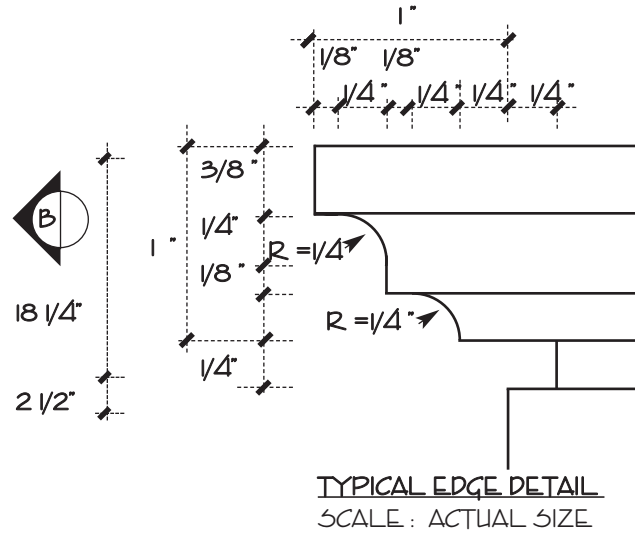 1"
1/8" 1/8"
1/4" 1/4" 1/4" 1/4"
3/8"
B
1/4"
1" R =1/4"
1/8"
18 1/4"
R =1/4"
1/4"
2 1/2"
TYPICAL EDGE DETAIL
SCALE : ACTUAL SIZE